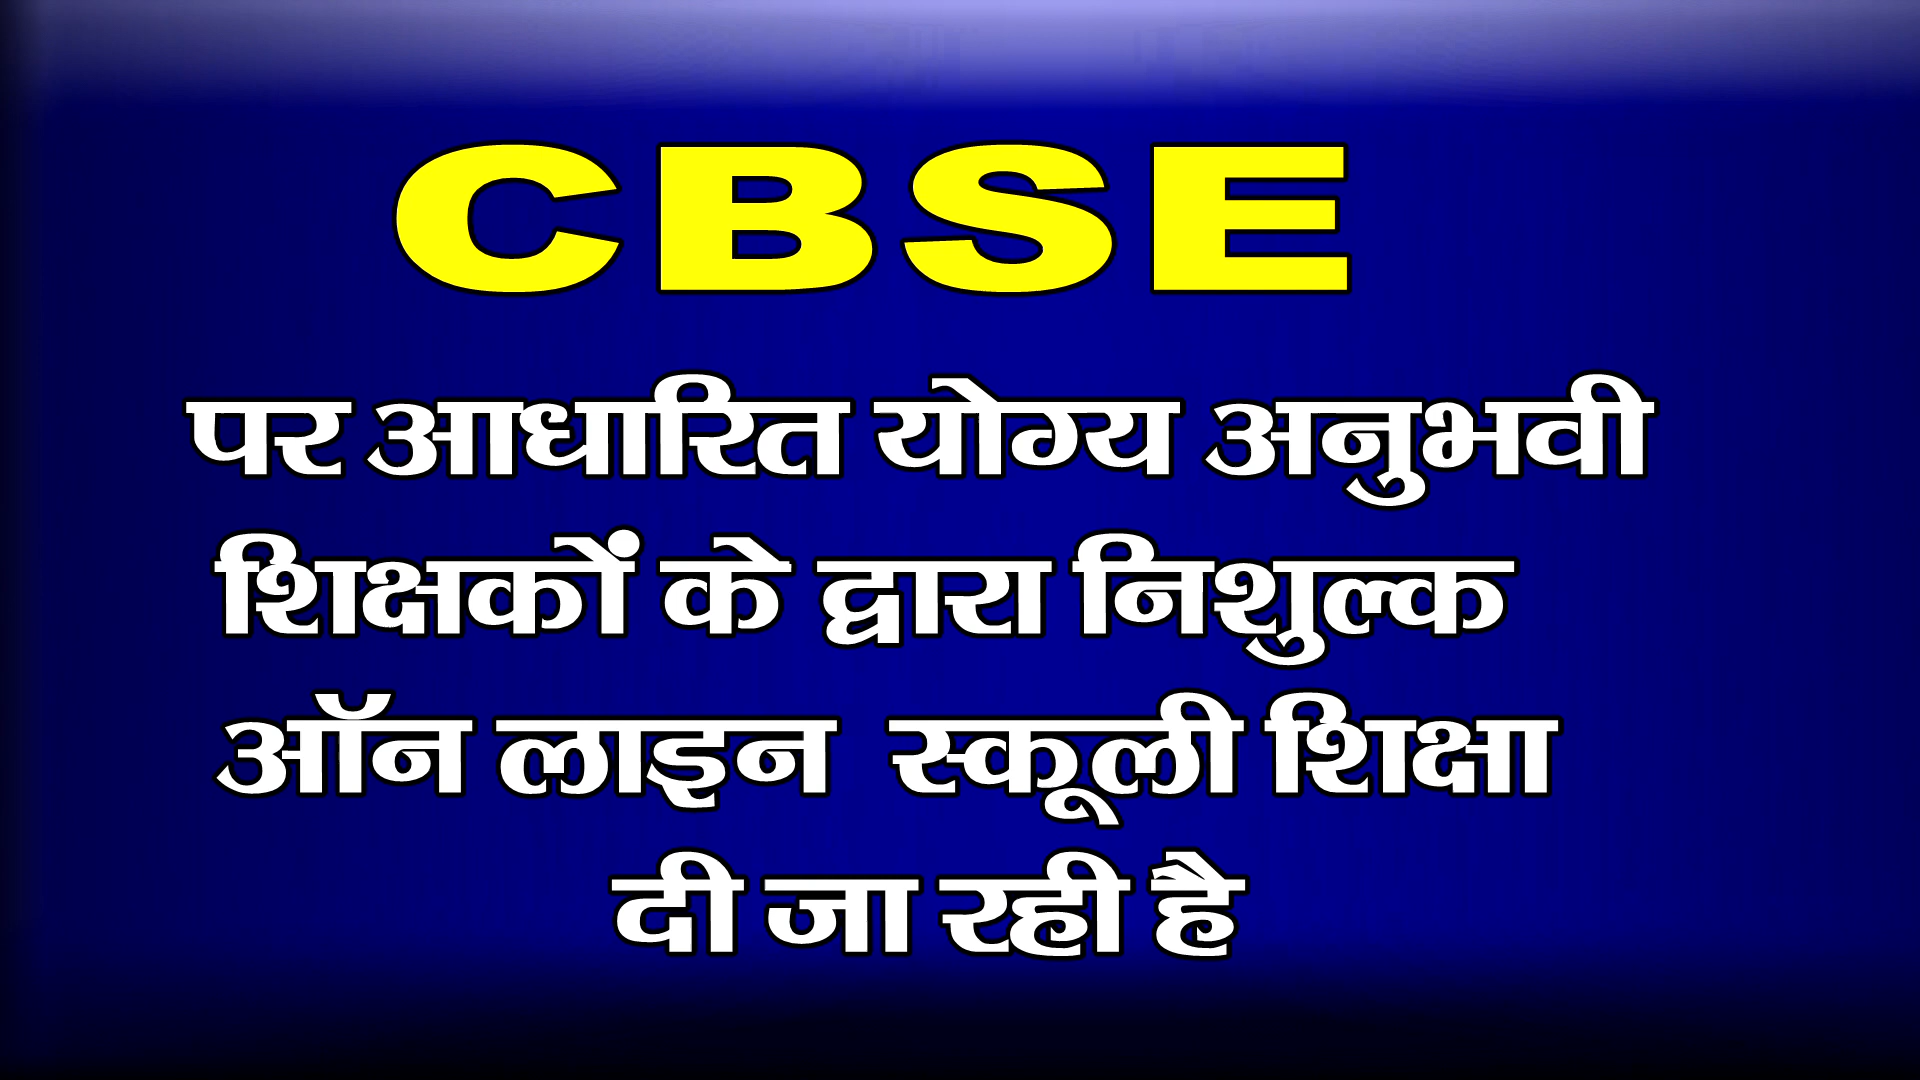 CBSE
पर आधारित योग्य अनुभवी
शिक्षकों के द्वारा निशुल्क
ऑन लाइन स्कूली शिक्षा
दी जा रही है